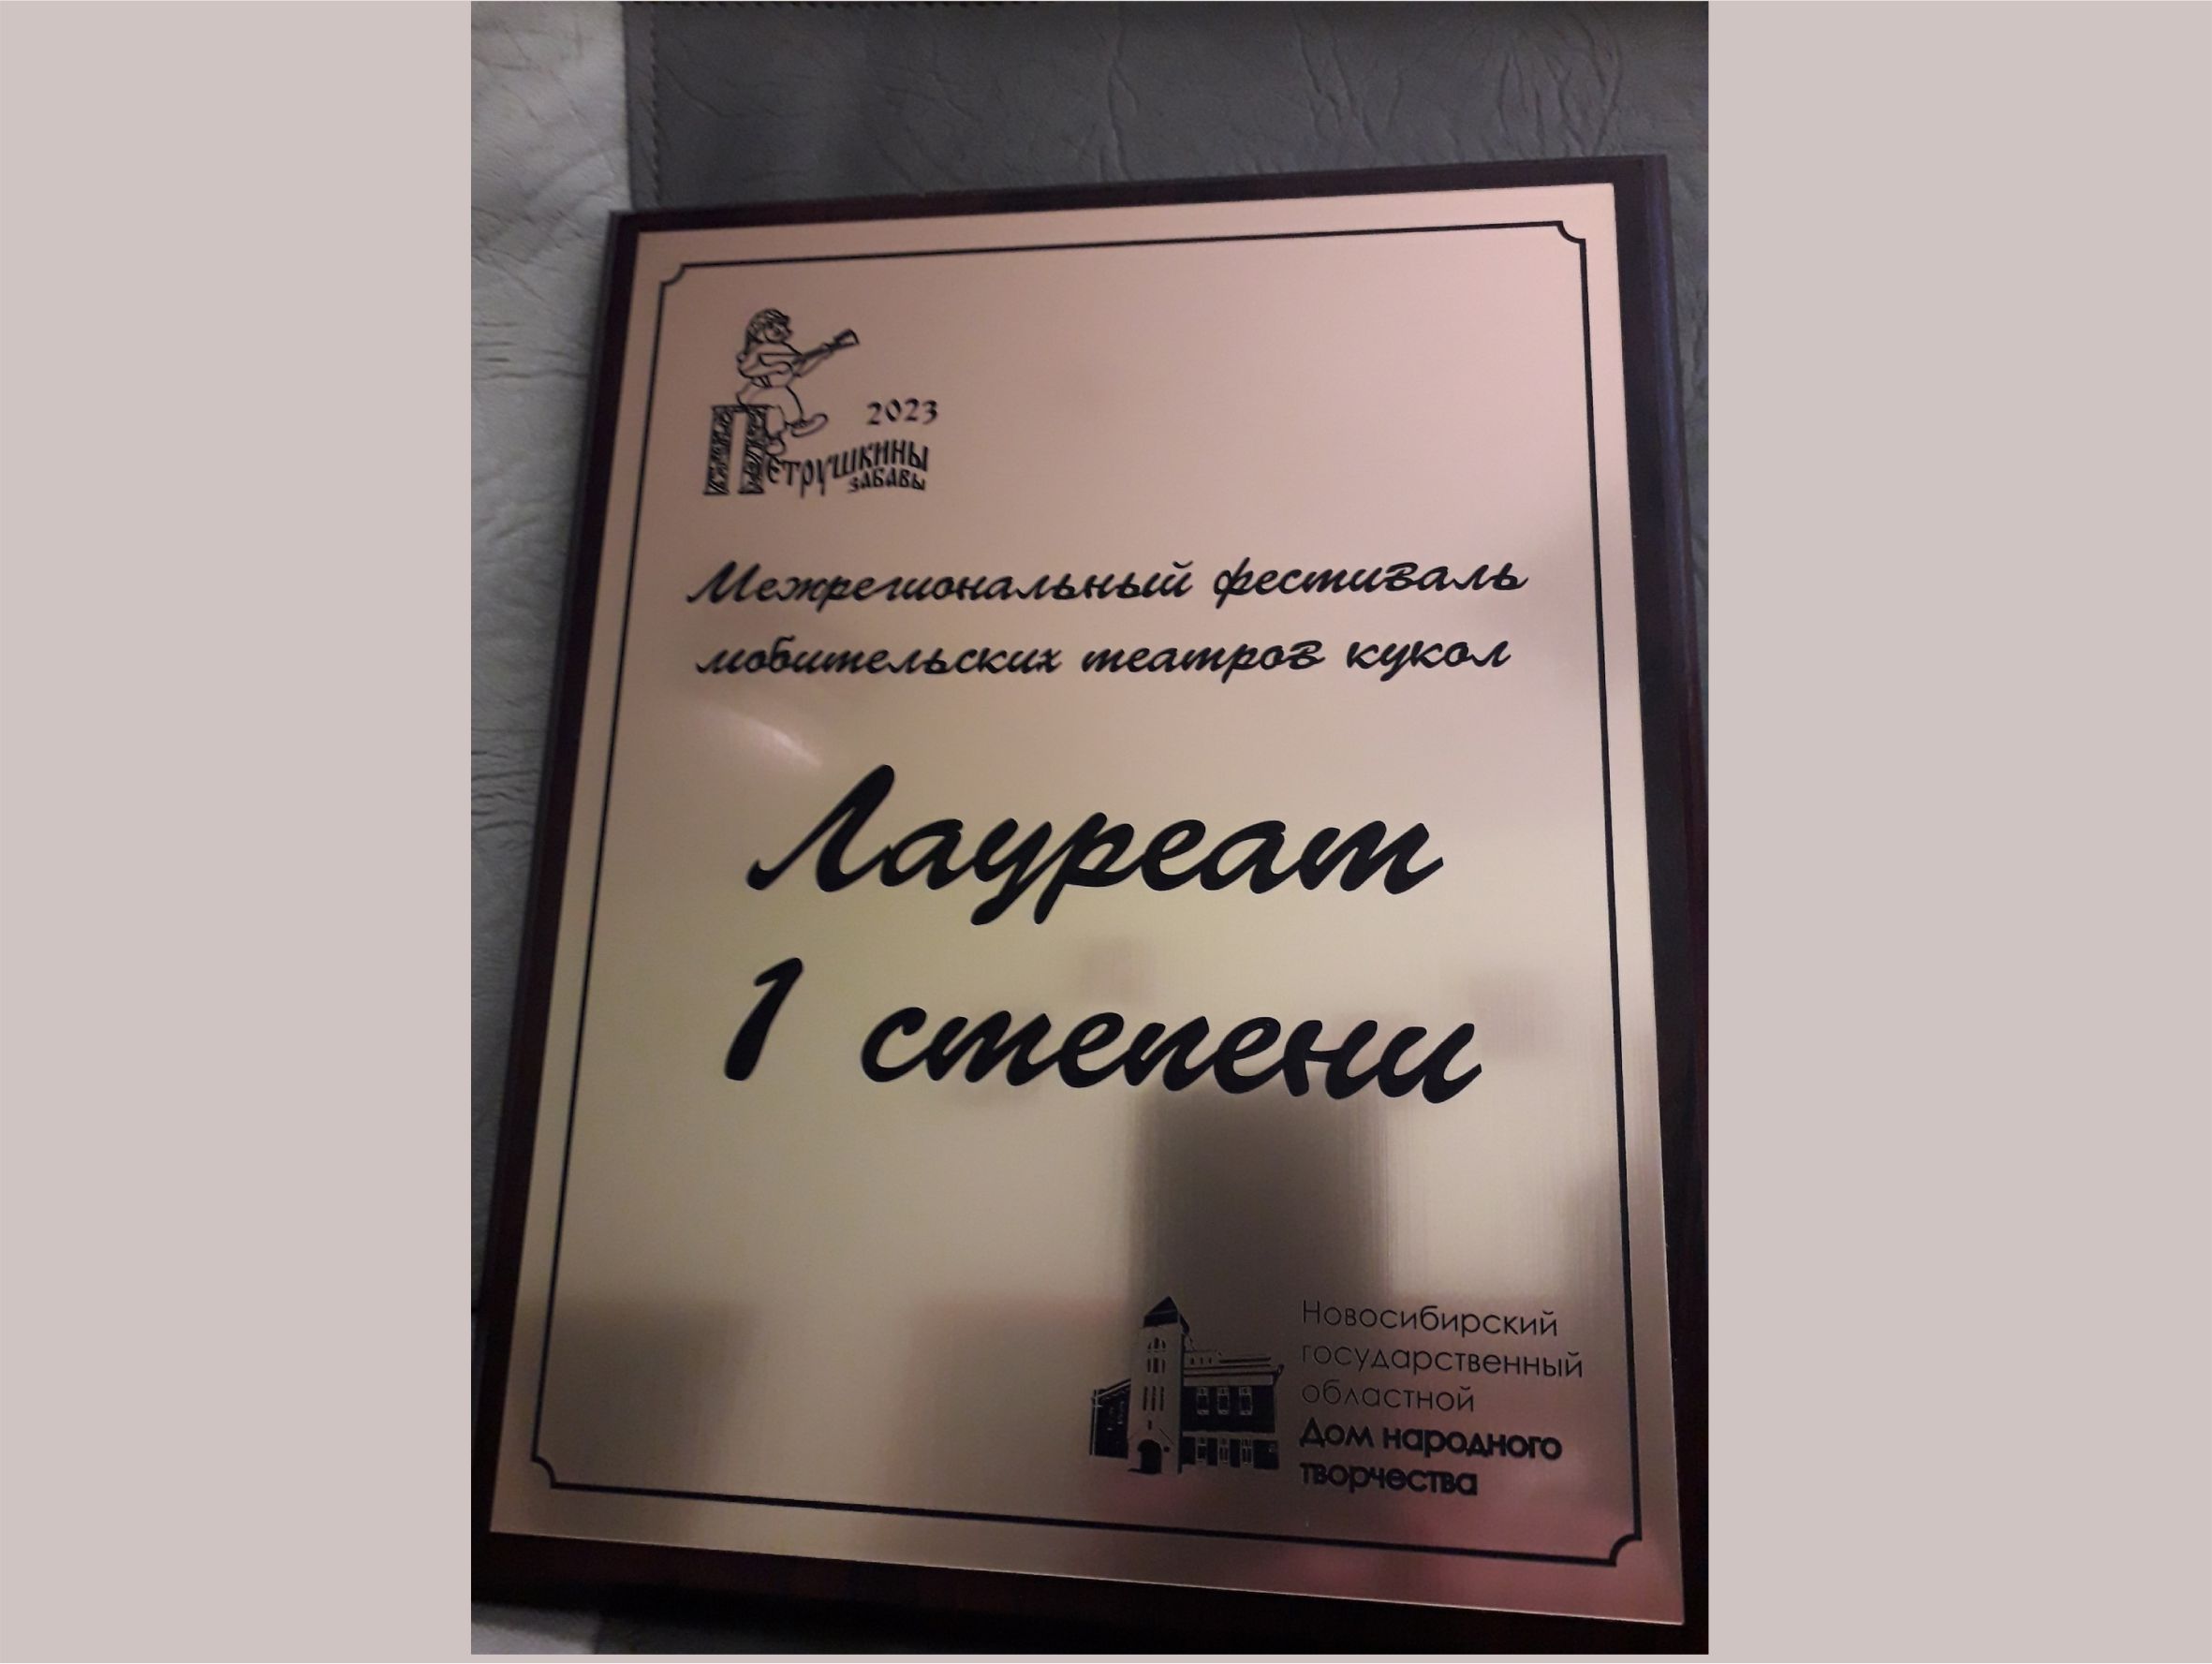 2023
Петрушкины
забавы
Межрегиональный фестиваль
любительских театров кукол
Лауреат
1 степени
Новосибирский
государственный
областной
Дом народного
творчества